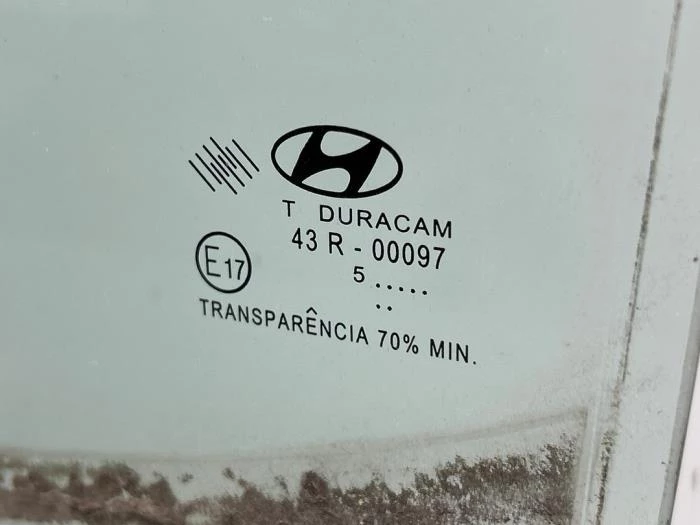 T DURACAM
43 R - 00097
5 .....
..
E17
TRANSPARÊNCIA 70% MIN.